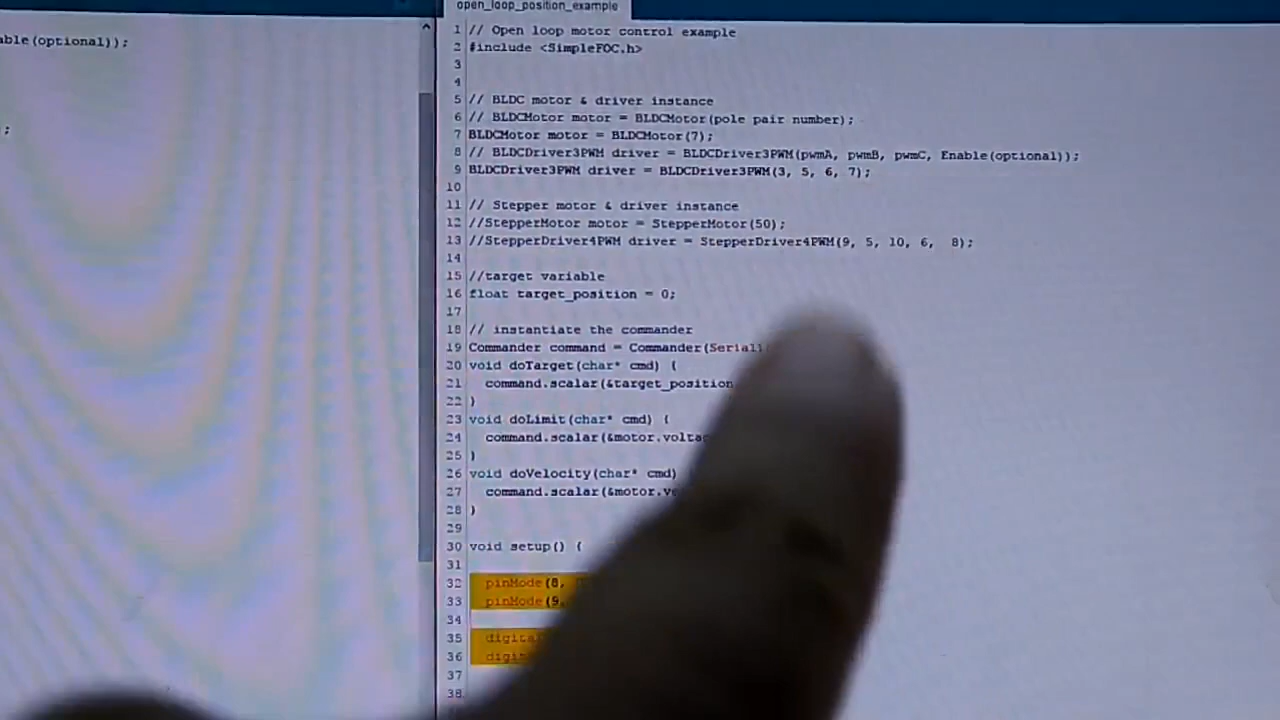 open_loop_position_example
able(optional));
;
1 // Open loop motor control example
2 #include <SimpleFOC.h>
3
4
5 // BLDC motor & driver instance
6 // BLDCMotor motor = BLDCMotor(pole pair number);
7 BLDCMotor motor = BLDCMotor(7);
8 // BLDCDriver3PWM driver = BLDCDriver3PWM(pwmA, pwmB, pwmC, Enable(optional));
9 BLDCDriver3PWM driver = BLDCDriver3PWM(3, 5, 6, 7);
10
11 // Stepper motor & driver instance
12 //StepperMotor motor = StepperMotor(50);
13 //StepperDriver4PWM driver = StepperDriver4PWM(9, 5, 10, 6,  8);
14
15 //target variable
16 float target_position = 0;
17
18 // instantiate the commander
19 Commander command = Commander(Serial)
20 void doTarget(char* cmd) {
21 command.scalar(&target_position
22 }
23 void doLimit(char* cmd) {
24 command.scalar(&motor.volta
25 }
26 void doVelocity(char* cmd) {
27 command.scalar(&motor.ve
28 }
29
30 void setup() {
31
32 pinMode(8,
33 pinMode(9,
34
35 digita
36 digit
37
38